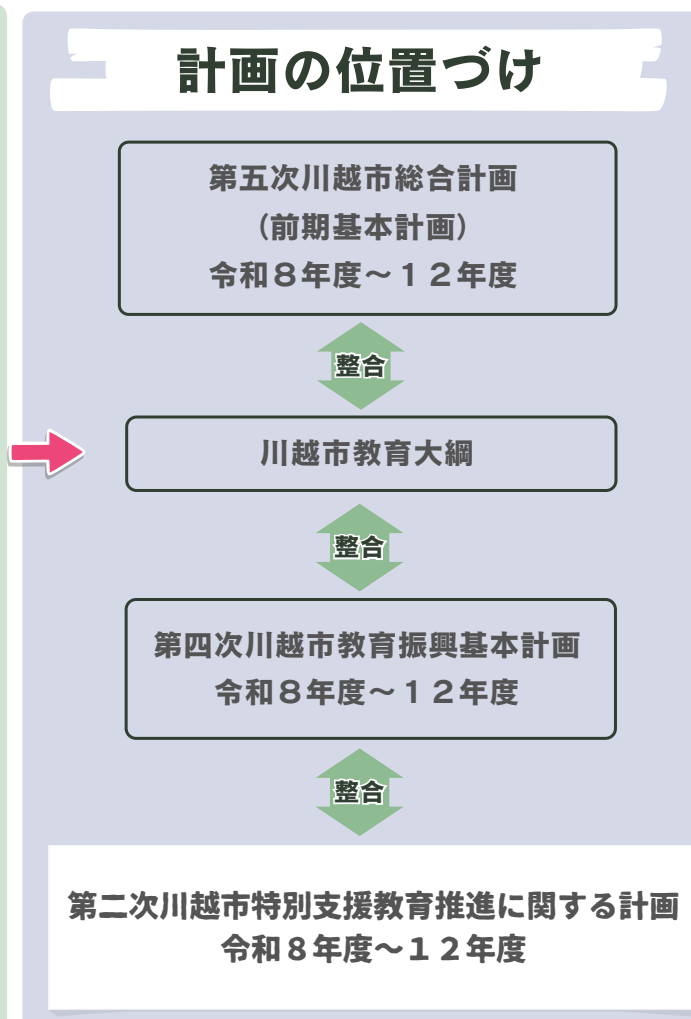 計画の位置づけ
第五次川越市総合計画
（前期基本計画）
令和８年度～１２年度
整合
川越市教育大綱
整合
第四次川越市教育振興基本計画
令和８年度～１２年度
整合
第二次川越市特別支援教育推進に関する計画
令和８年度～１２年度